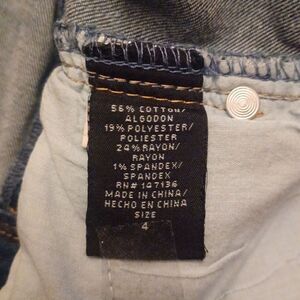 56% COTTON/
ALGODON
19% POLYESTER/
POLIESTER
24% RAYON/
RAYON
1% SPANDEX/
SPANDEX
RN# 147136
MADE IN CHINA/
HECHO EN CHINA
SIZE
4